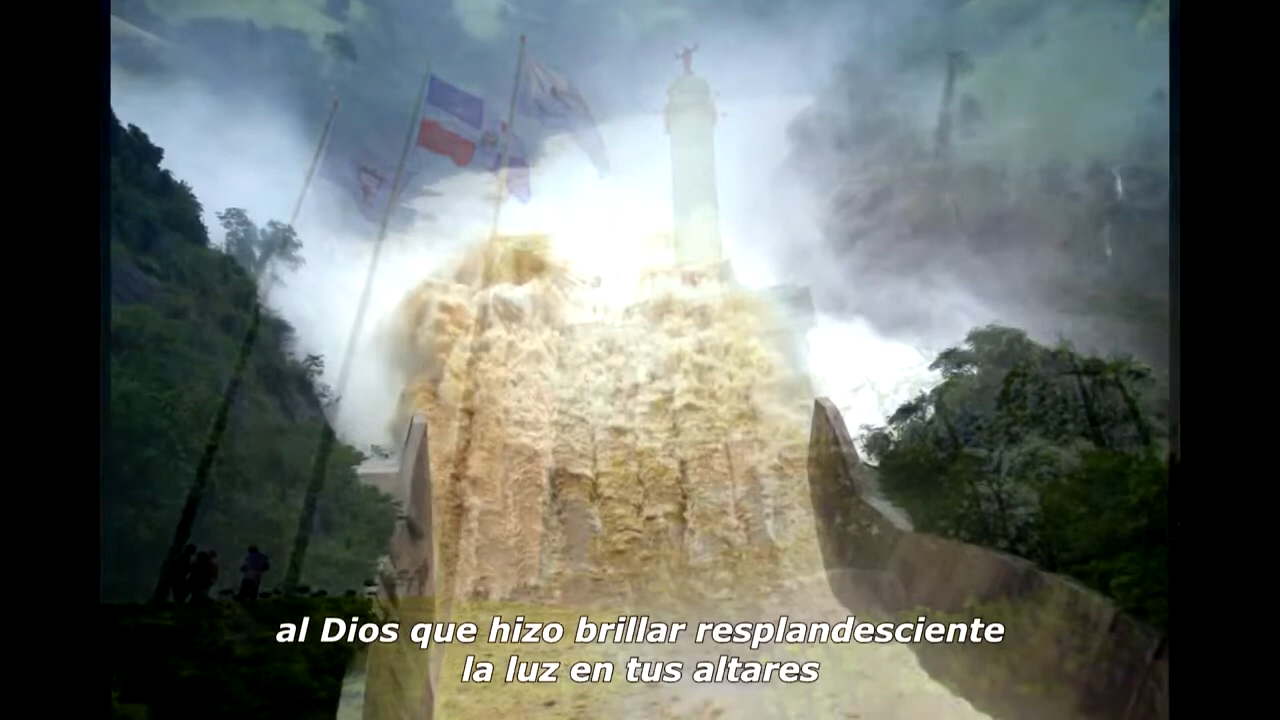 al Dios que hizo brillar resplandesciente
la luz en tus altares